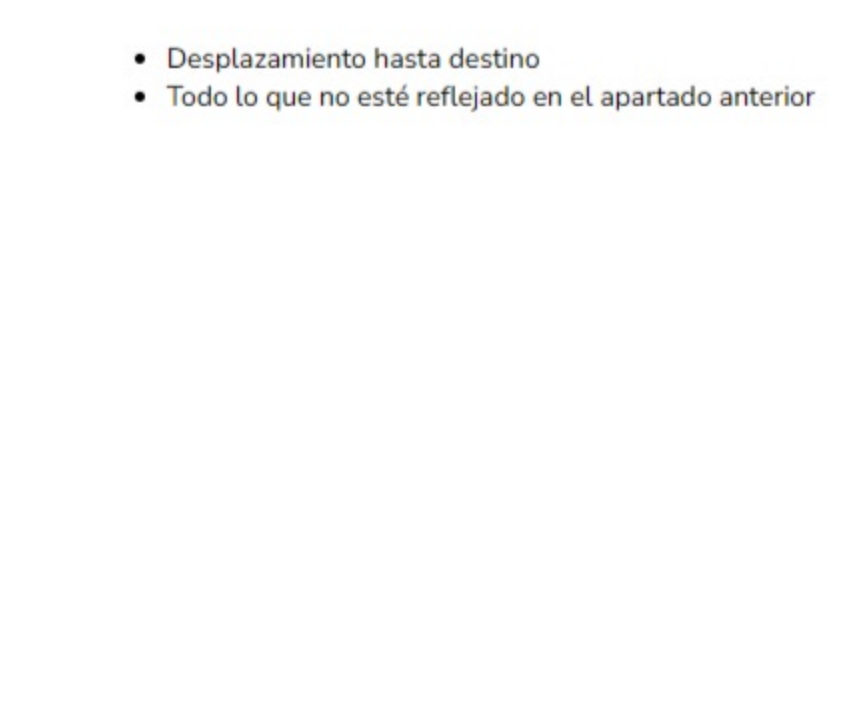 • Desplazamiento hasta destino
• Todo lo que no esté reflejado en el apartado anterior